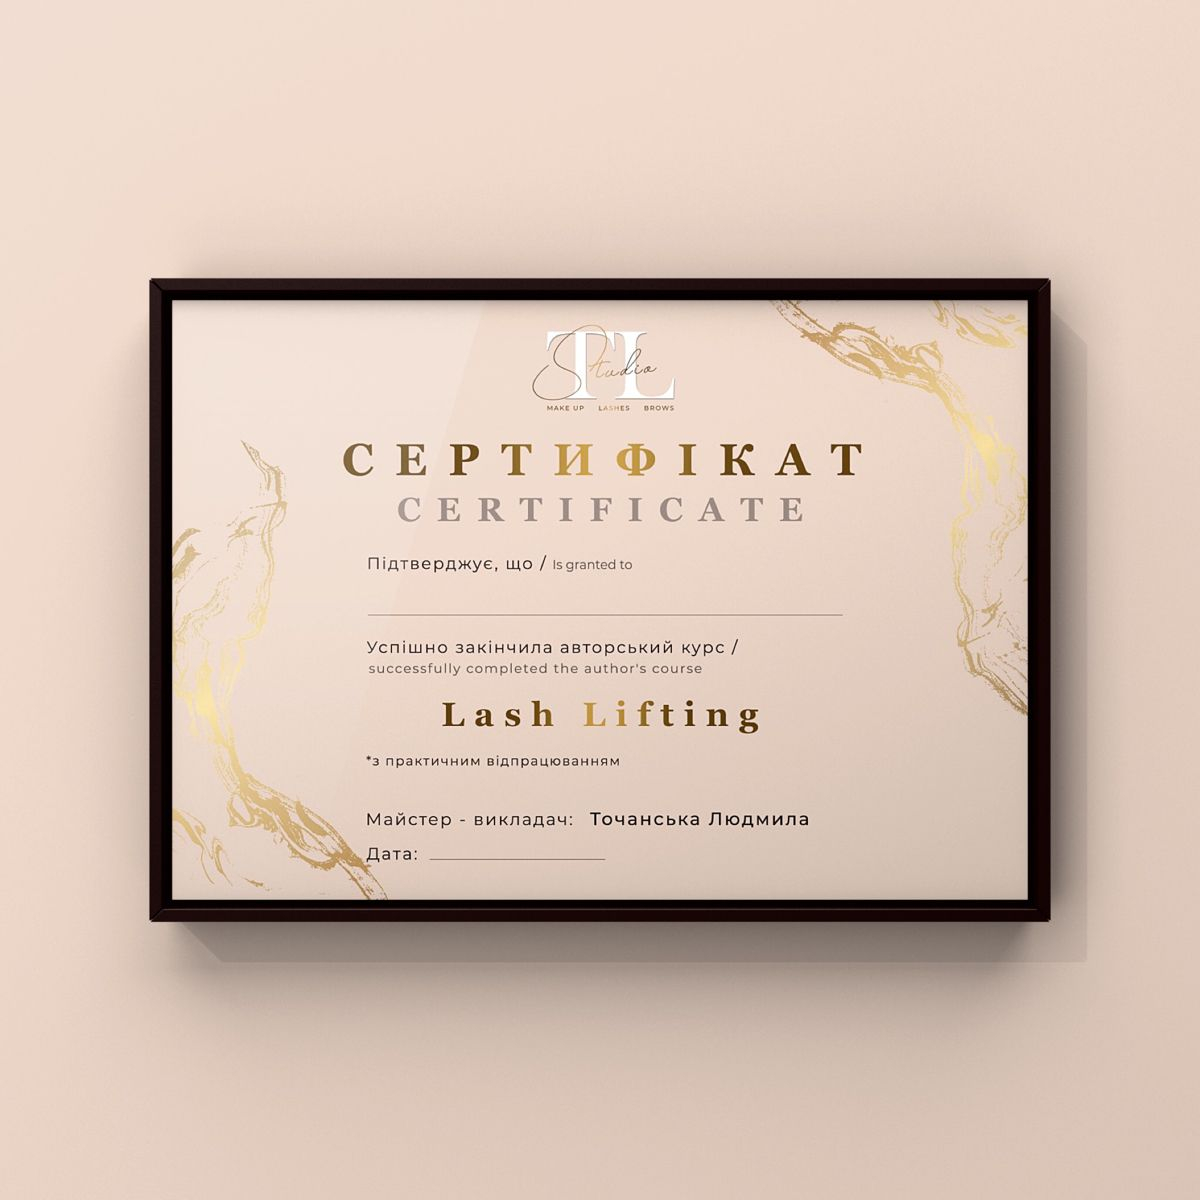 TL Studio
MAKE UP LASHES BROWS
СЕРТИФІКАТ
CERTIFICATE
Підтверджує, що / Is granted to
Успішно закінчила авторський курс /
successfully completed the author's course
Lash Lifting
*з практичним відпрацюванням
Майстер - викладач: Точанська Людмила
Дата: